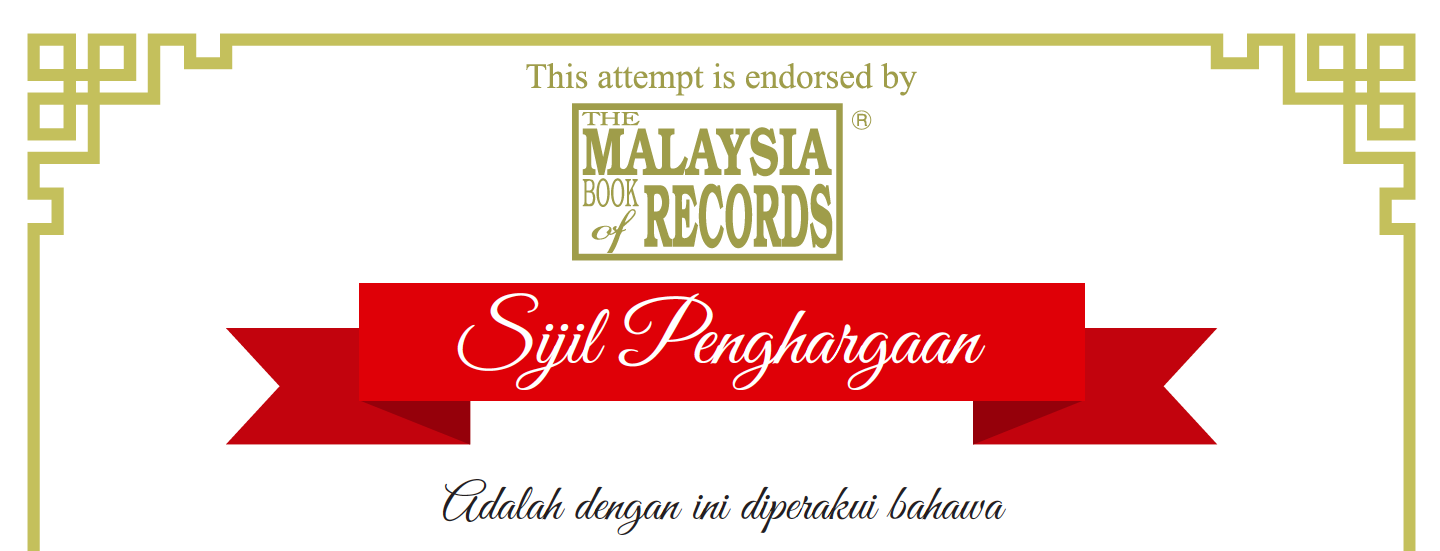 This attempt is endorsed by
THE
MALAYSIA
BOOK of RECORDS
®
Sijil Penghargaan
Adalah dengan ini diperakui bahawa